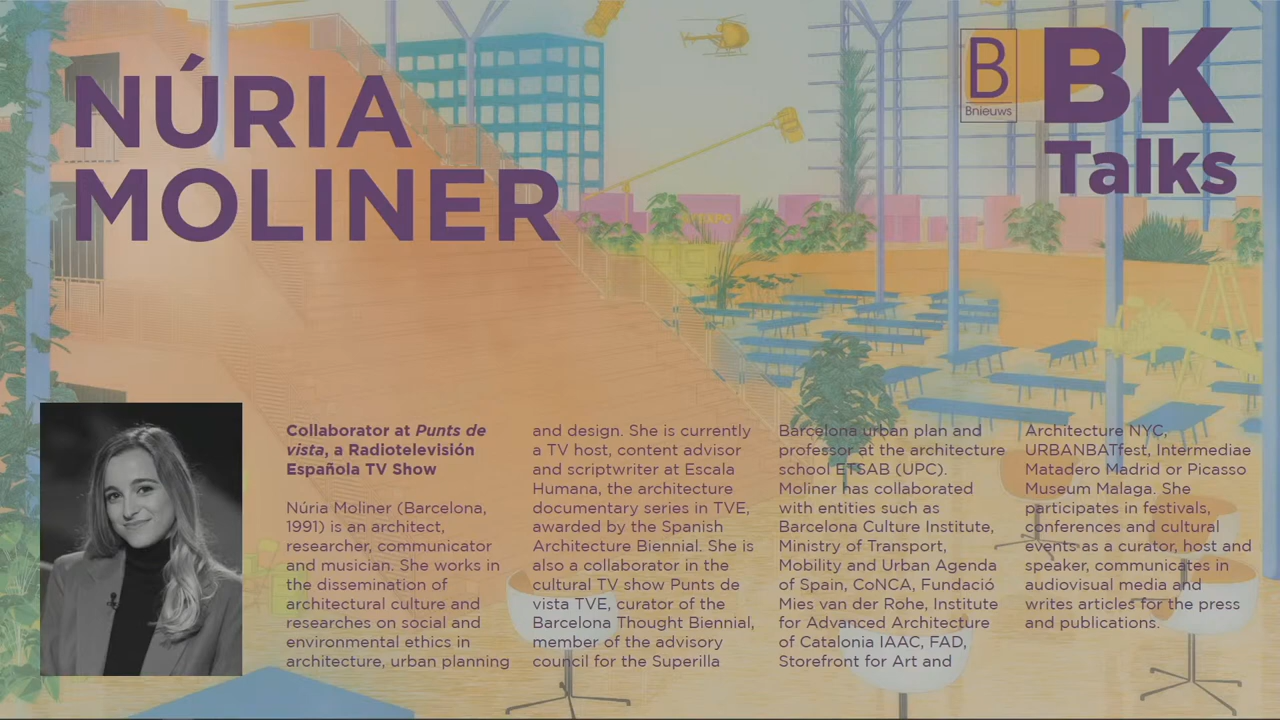 NÚRIA
MOLINER
B
Bnieuws
BK
Talks
Collaborator at Punts de
vista, a Radiotelevisión
Española TV Show
Núria Moliner (Barcelona,
1991) is an architect,
researcher, communicator
and musician. She works in
the dissemination of
architectural culture and
researches on social and
environmental ethics in
architecture, urban planning
and design. She is currently
a TV host, content advisor
and scriptwriter at Escala
Humana, the architecture
documentary series in TVE,
awarded by the Spanish
Architecture Biennial. She is
also a collaborator in the
cultural TV show Punts de
vista TVE, curator of the
Barcelona Thought Biennial,
member of the advisory
council for the Superilla
Barcelona urban plan and
professor at the architecture
school ETSAB (UPC).
Moliner has collaborated
with entities such as
Barcelona Culture Institute,
Ministry of Transport,
Mobility and Urban Agenda
of Spain, CoNCA, Fundació
Mies van der Rohe, Institute
for Advanced Architecture
of Catalonia IAAC, FAD,
Storefront for Art and
Architecture NYC,
URBANBATfest, Intermediae
Matadero Madrid or Picasso
Museum Malaga. She
participates in festivals,
conferences and cultural
events as a curator, host and
speaker, communicates in
audiovisual media and
writes articles for the press
and publications.